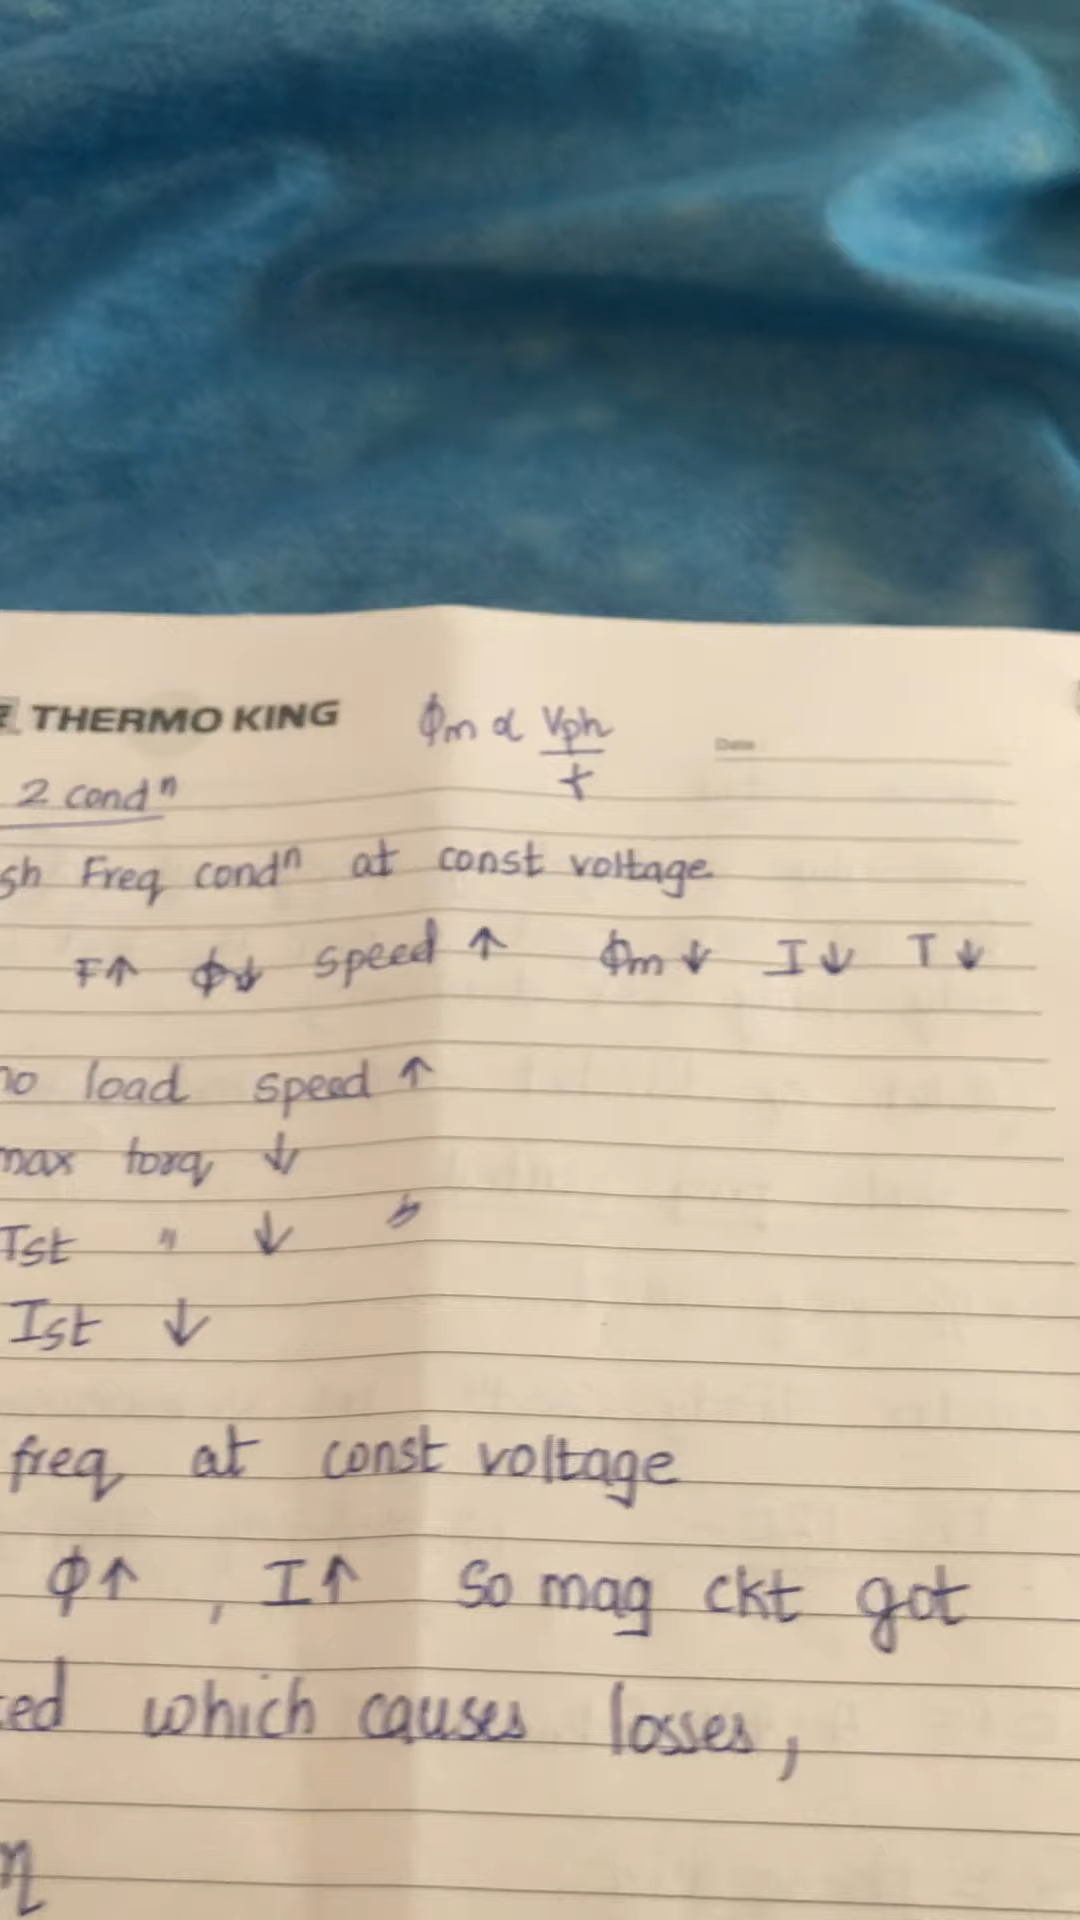 THERMO KING φm α Vph
Date :
f
2 condⁿ
sh Freq condⁿ at const voltage
F↑ φ↓ speed ↑ φm ↓ I ↓ T ↓
no load speed ↑
max torq ↓
Tst " ↓
Ist ↓
freq at const voltage
φ↑ , I↑ so mag ckt got
ed which causes losses,
η